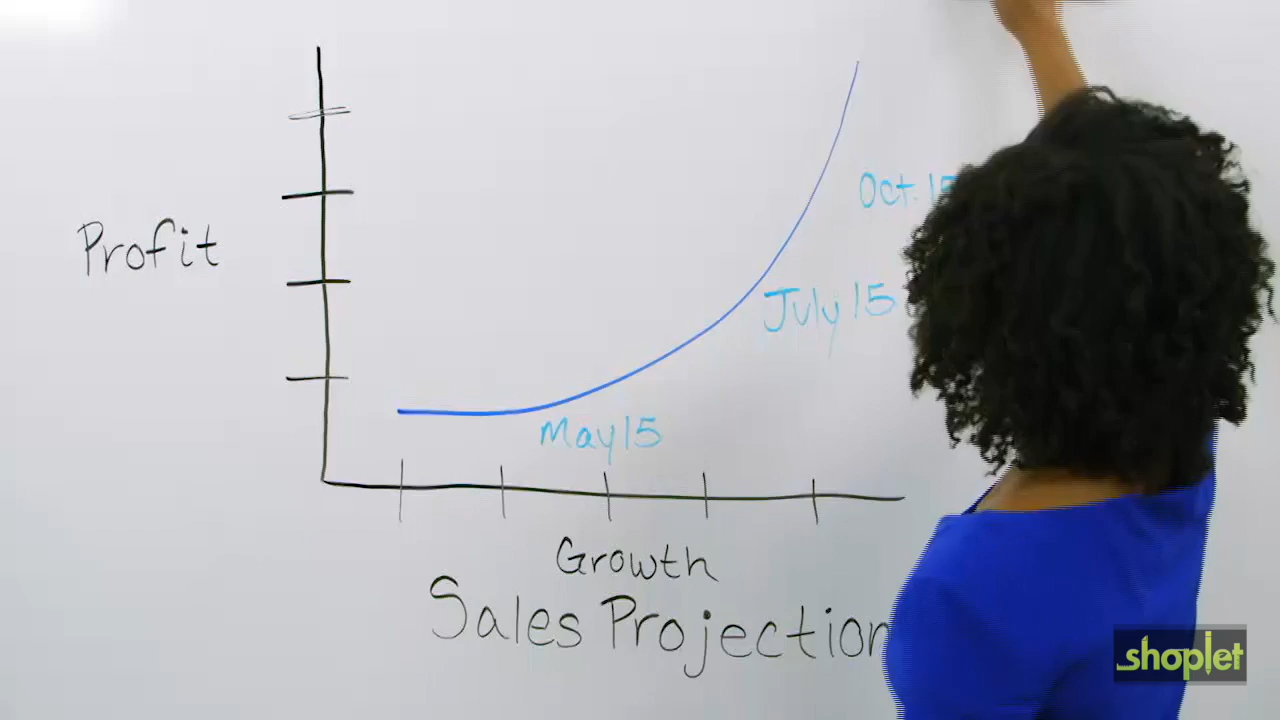 Profit
Oct. 15
July 15
May 15
Growth
Sales Projection
shoplet